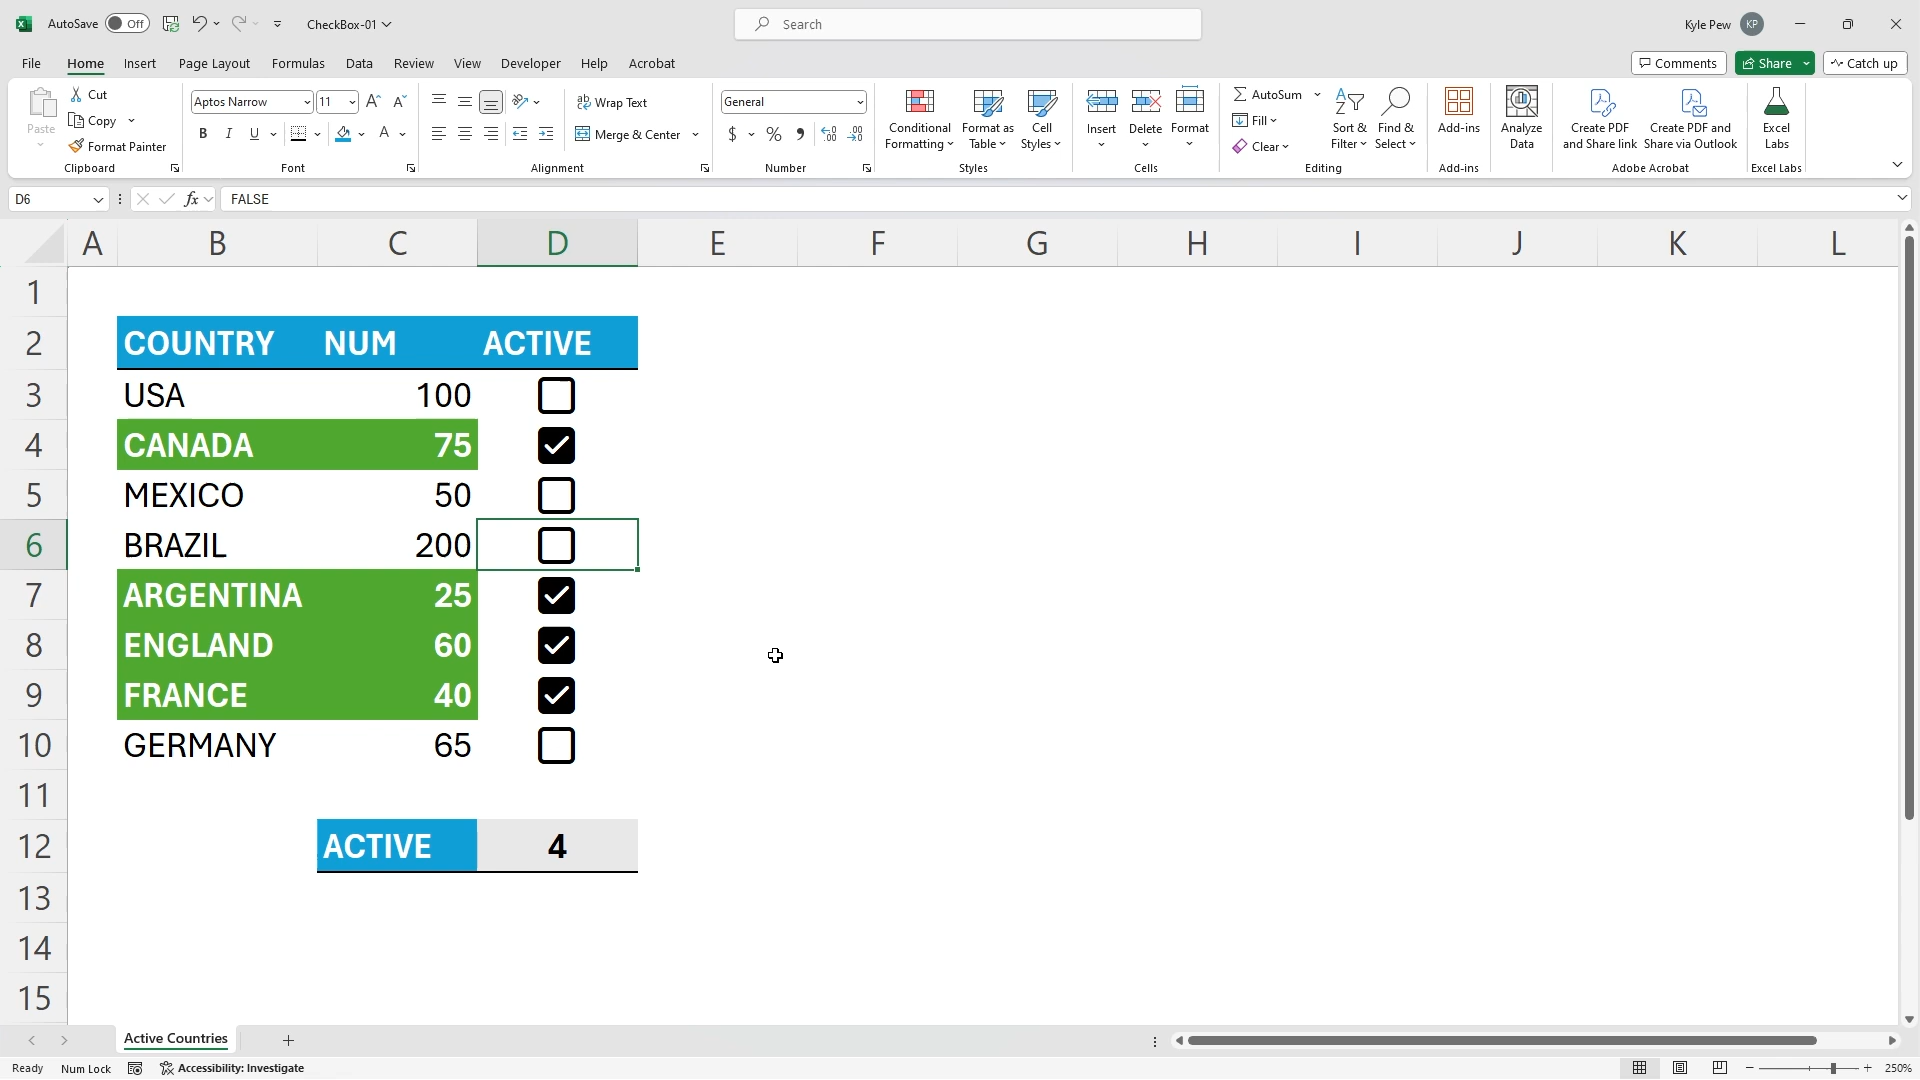 AutoSave Off CheckBox-01 Search Kyle Pew KP
File Home Insert Page Layout Formulas Data Review View Developer Help Acrobat Comments Share Catch up
Paste Cut Copy Format Painter Clipboard
Aptos Narrow 11 A A B I U A Font
Wrap Text Merge & Center Alignment
General $ % , Number
Conditional Formatting Format as Table Cell Styles Styles
Insert Delete Format Cells
AutoSum Fill Clear Sort & Filter Find & Select Editing
Add-ins Add-ins
Analyze Data
Create PDF and Share link Create PDF and Share via Outlook Adobe Acrobat
Excel Labs Excel Labs
D6 fx FALSE
A B C D E F G H I J K L
1
2 COUNTRY NUM ACTIVE
3 USA 100
4 CANADA 75
5 MEXICO 50
6 BRAZIL 200
7 ARGENTINA 25
8 ENGLAND 60
9 FRANCE 40
10 GERMANY 65
11
12 ACTIVE 4
13
14
15
Active Countries
Ready Num Lock Accessibility: Investigate 250%